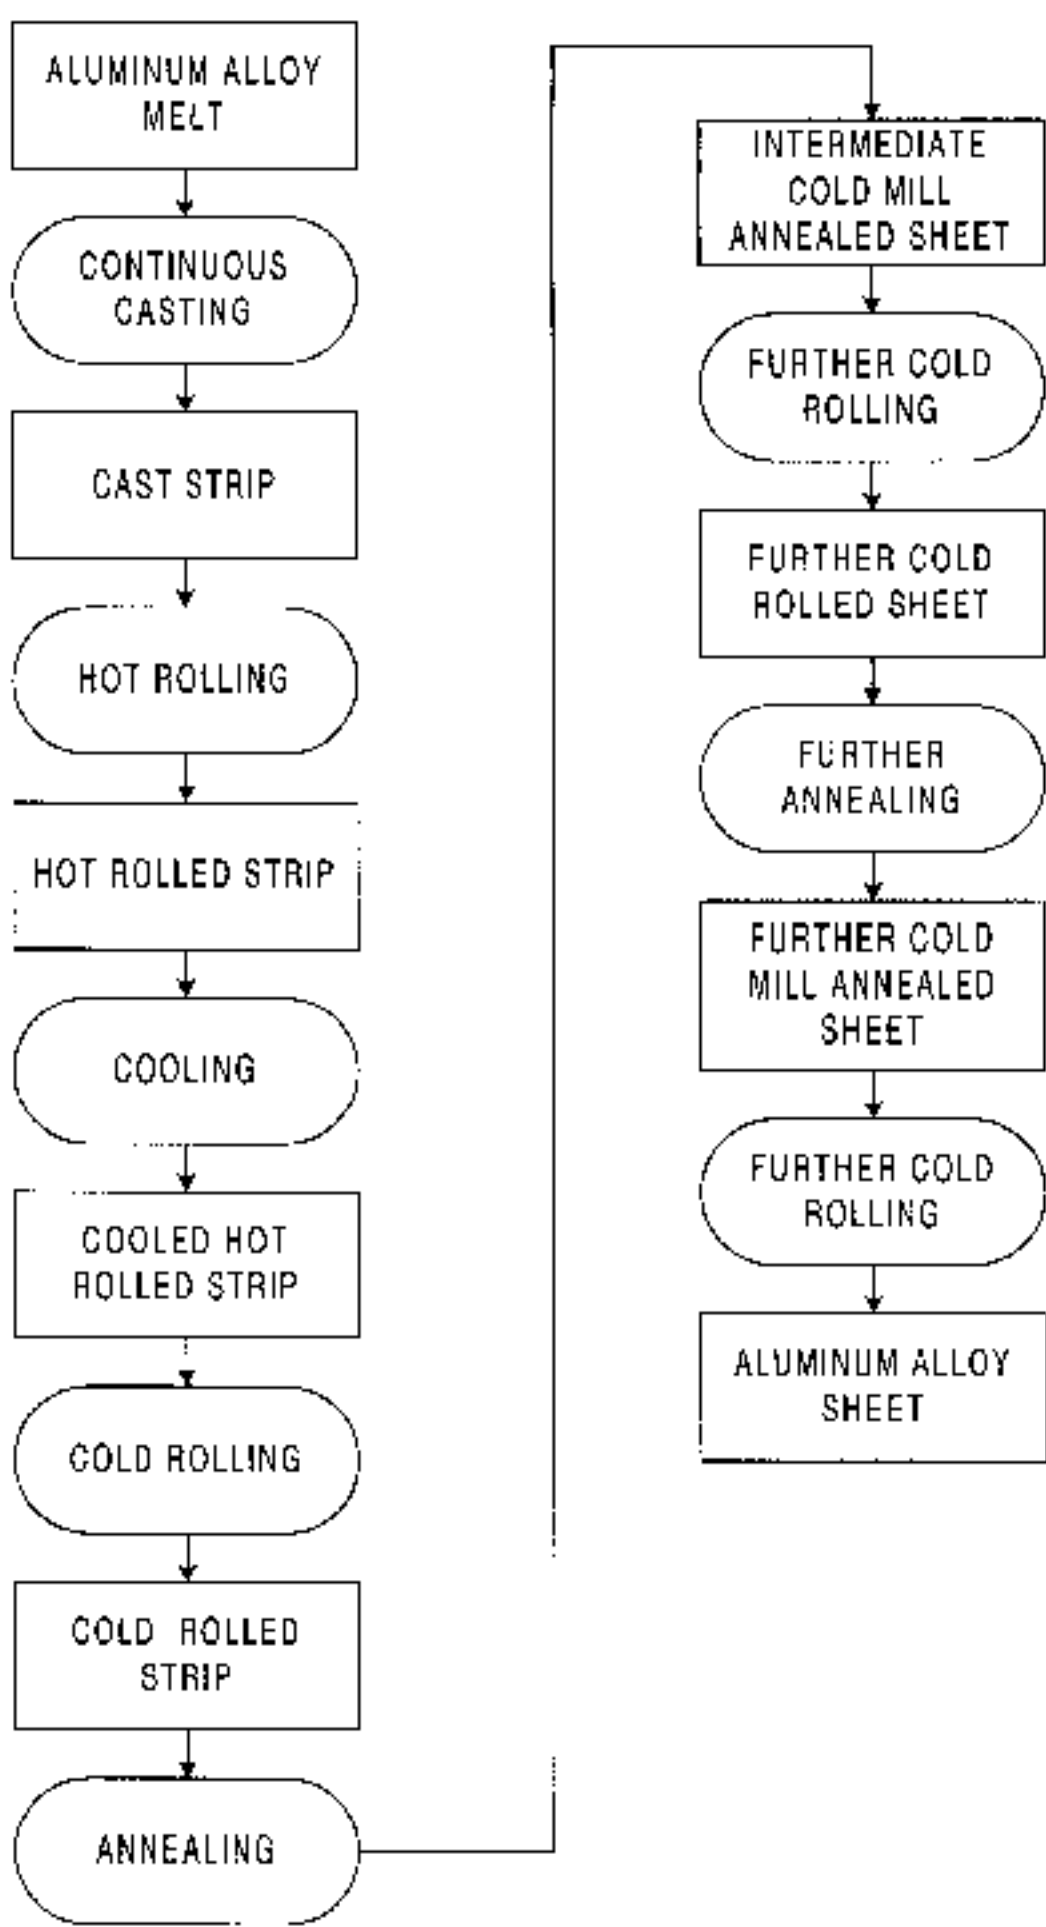 ALUMINUM ALLOY
MELT
CONTINUOUS
CASTING
CAST STRIP
HOT ROLLING
HOT ROLLED STRIP
COOLING
COOLED HOT
ROLLED STRIP
COLD ROLLING
COLD ROLLED
STRIP
ANNEALING
INTERMEDIATE
COLD MILL
ANNEALED SHEET
FURTHER COLD
ROLLING
FURTHER COLD
ROLLED SHEET
FURTHER
ANNEALING
FURTHER COLD
MILL ANNEALED
SHEET
FURTHER COLD
ROLLING
ALUMINUM ALLOY
SHEET